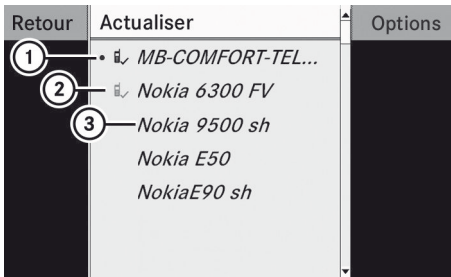 Retour Actualiser Options
1 • MB-COMFORT-TEL...
2 Nokia 6300 FV
3 Nokia 9500 sh
Nokia E50
NokiaE90 sh